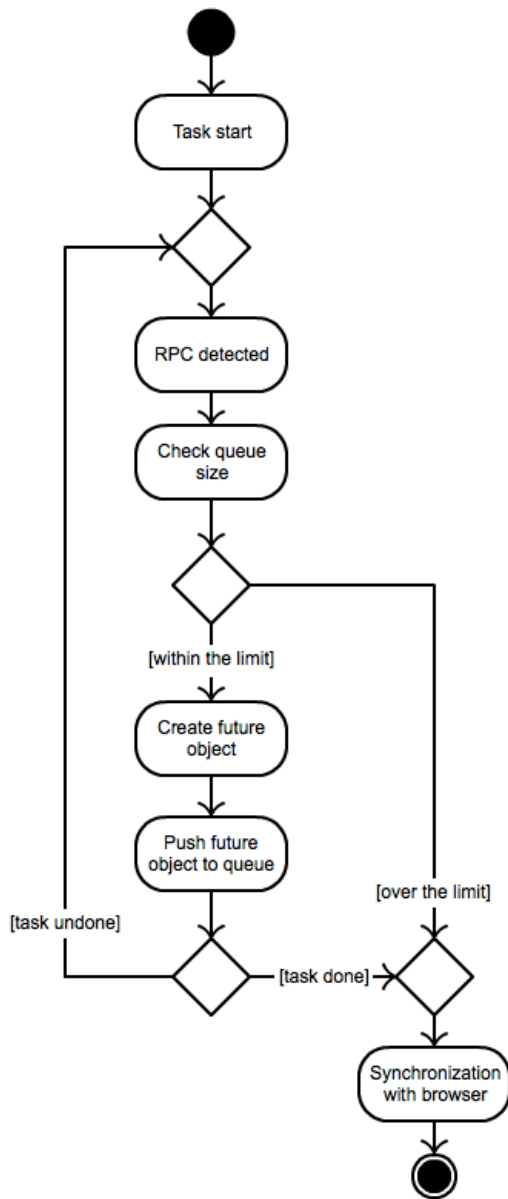 Task start
RPC detected
Check queue
size
[within the limit]
Create future
object
Push future
object to queue
[over the limit]
[task undone]
[task done]
Synchronization
with browser